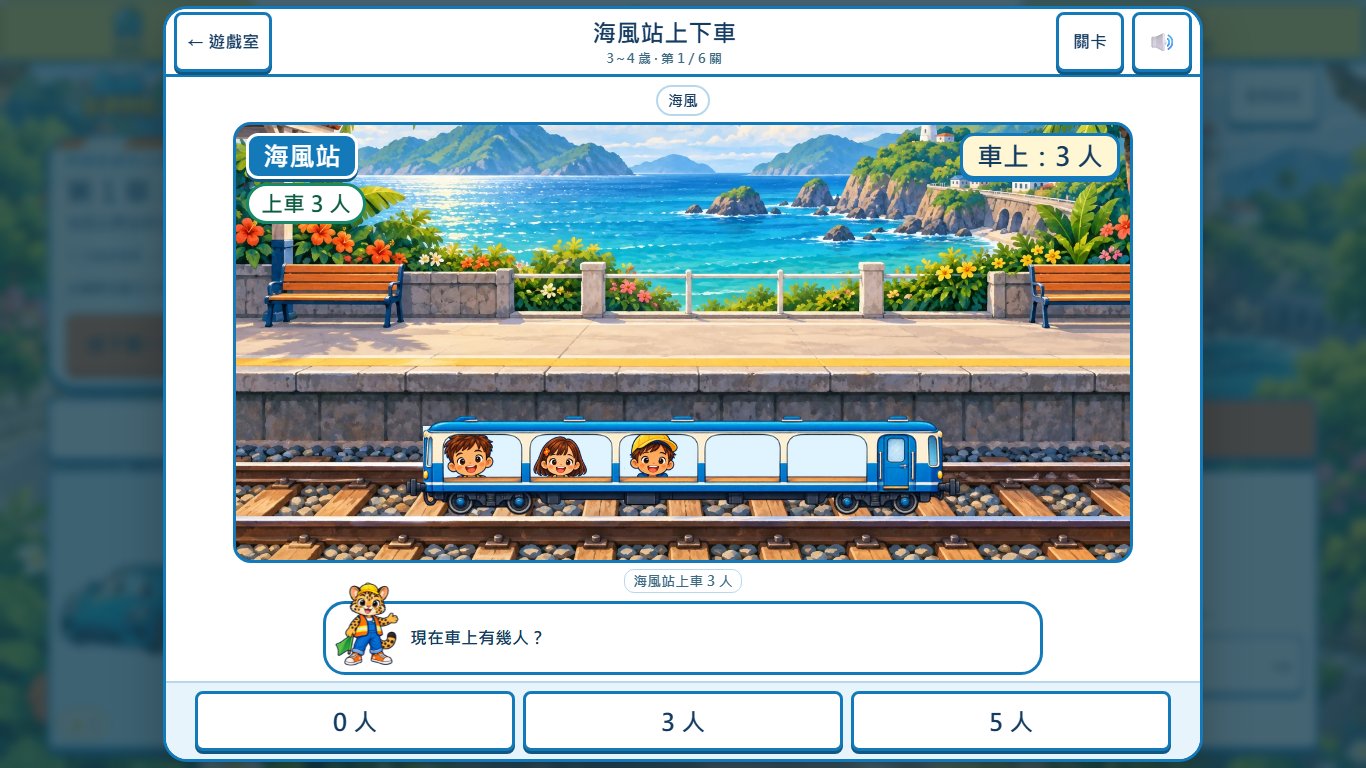 ← 遊戲室
海風站上下車
3~4 歲·第 1 / 6 關
關卡
海風
海風站
車上：3 人
上車 3 人
海風站上車 3 人
現在車上有幾人？
0 人
3 人
5 人